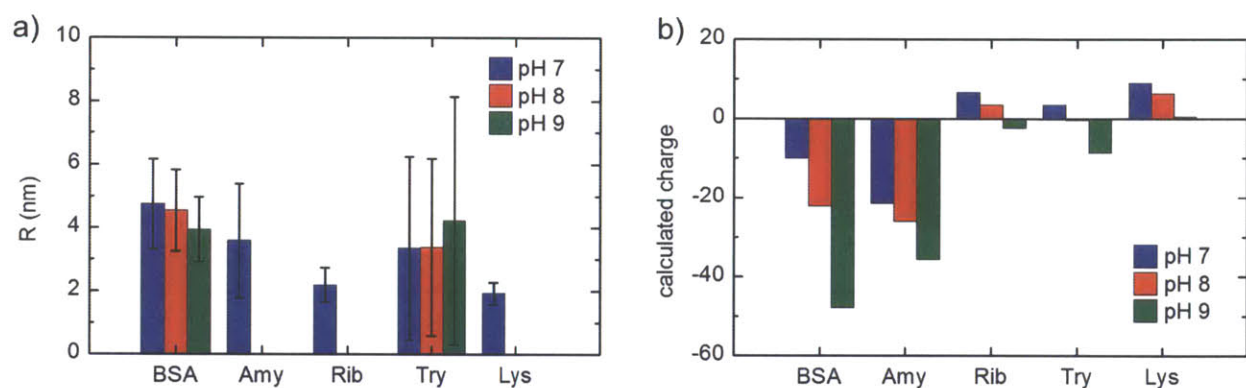 a)
10
8
6
4
2
0
R (nm)
pH 7
pH 8
pH 9
BSA Amy Rib Try Lys
b)
20
0
-20
-40
-60
calculated charge
pH 7
pH 8
pH 9
BSA Amy Rib Try Lys